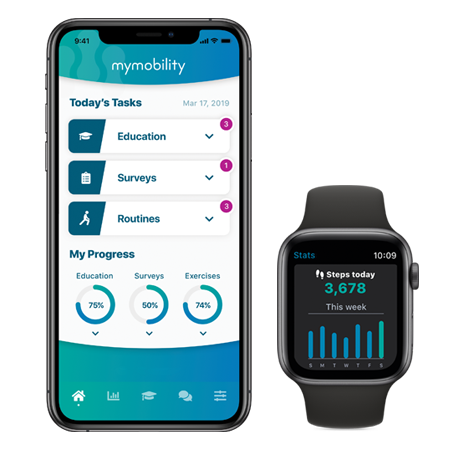 9:41
mymobility
Today's Tasks
Mar 17, 2019
3
Education
1
Surveys
3
Routines
My Progress
Education Surveys Exercises
75% 50% 74%
Stats 10:09
Steps today
3,678
This week
S M T W T F S